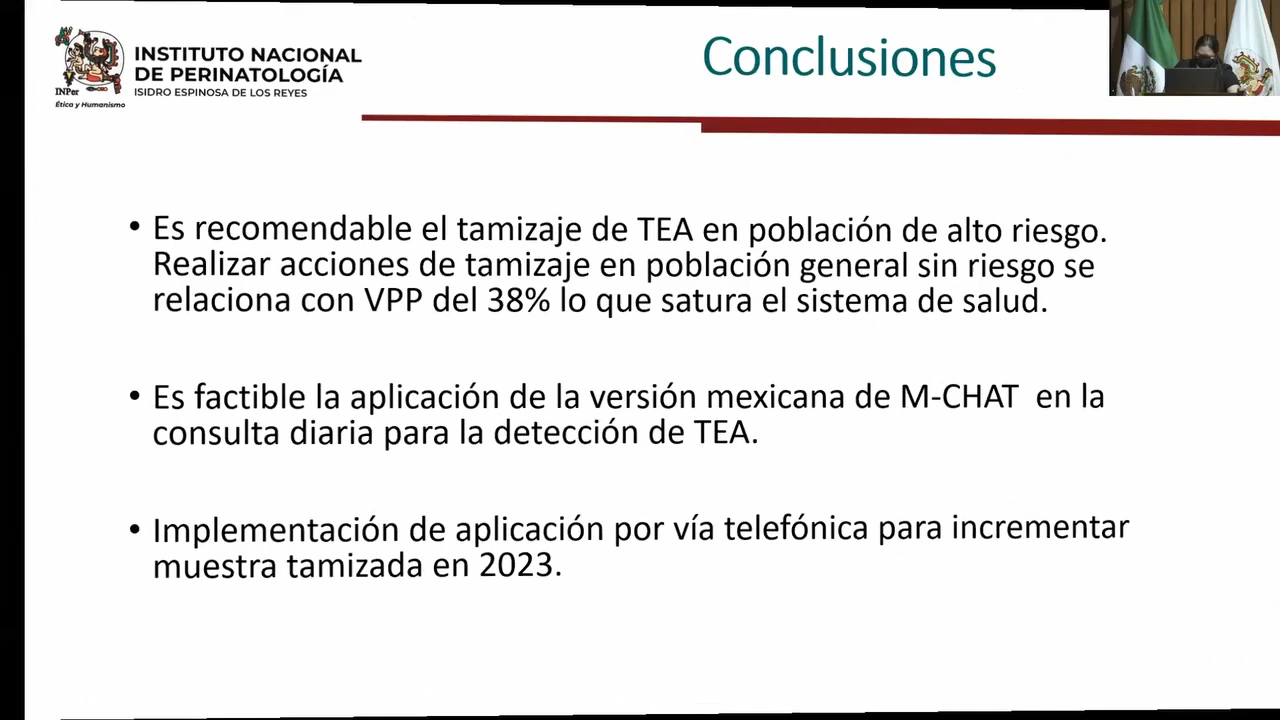 INSTITUTO NACIONAL
DE PERINATOLOGÍA
ISIDRO ESPINOSA DE LOS REYES
INPer
Ética y Humanismo
Conclusiones
• Es recomendable el tamizaje de TEA en población de alto riesgo.
Realizar acciones de tamizaje en población general sin riesgo se
relaciona con VPP del 38% lo que satura el sistema de salud.
• Es factible la aplicación de la versión mexicana de M-CHAT en la
consulta diaria para la detección de TEA.
• Implementación de aplicación por vía telefónica para incrementar
muestra tamizada en 2023.